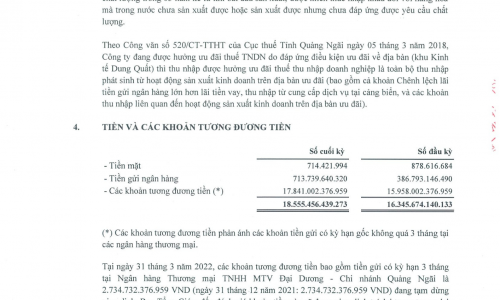 mà trong nước chưa sản xuất được hoặc sản xuất được nhưng chưa đáp ứng được yêu cầu chất
lượng.
Theo Công văn số 520/CT-TTHT của Cục thuế Tỉnh Quảng Ngãi ngày 05 tháng 3 năm 2018,
Công ty đang được hưởng ưu đãi thuế TNDN do đáp ứng điều kiện ưu đãi về địa bàn (khu Kinh
tế Dung Quất) thì thu nhập được hưởng ưu đãi thuế thu nhập doanh nghiệp là toàn bộ thu nhập
phát sinh từ hoạt động sản xuất kinh doanh trên địa bàn ưu đãi (bao gồm cả khoản Chênh lệch lãi
tiền gửi ngân hàng lớn hơn lãi tiền vay, thu nhập từ cung cấp dịch vụ tại cảng biển, và các khoản
thu nhập liên quan đến hoạt động sản xuất kinh doanh trên địa bàn ưu đãi).
4. TIỀN VÀ CÁC KHOẢN TƯƠNG ĐƯƠNG TIỀN
Số cuối kỳ Số đầu kỳ
- Tiền mặt 714.421.994 878.616.684
- Tiền gửi ngân hàng 713.739.640.320 386.793.146.490
- Các khoản tương đương tiền (*) 17.841.002.376.959 15.958.002.376.959
18.555.456.439.273 16.345.674.140.133
(*) Các khoản tương đương tiền phản ánh các khoản tiền gửi có kỳ hạn gốc không quá 3 tháng tại
các ngân hàng thương mại.
Tại ngày 31 tháng 3 năm 2022, các khoản tương đương tiền bao gồm tiền gửi có kỳ hạn 3 tháng
tại Ngân hàng Thương mại TNHH MTV Đại Dương - Chi nhánh Quảng Ngãi là
2.734.732.376.959 VND (ngày 31 tháng 12 năm 2021: 2.734.732.376.959 VND) đang tạm dừng